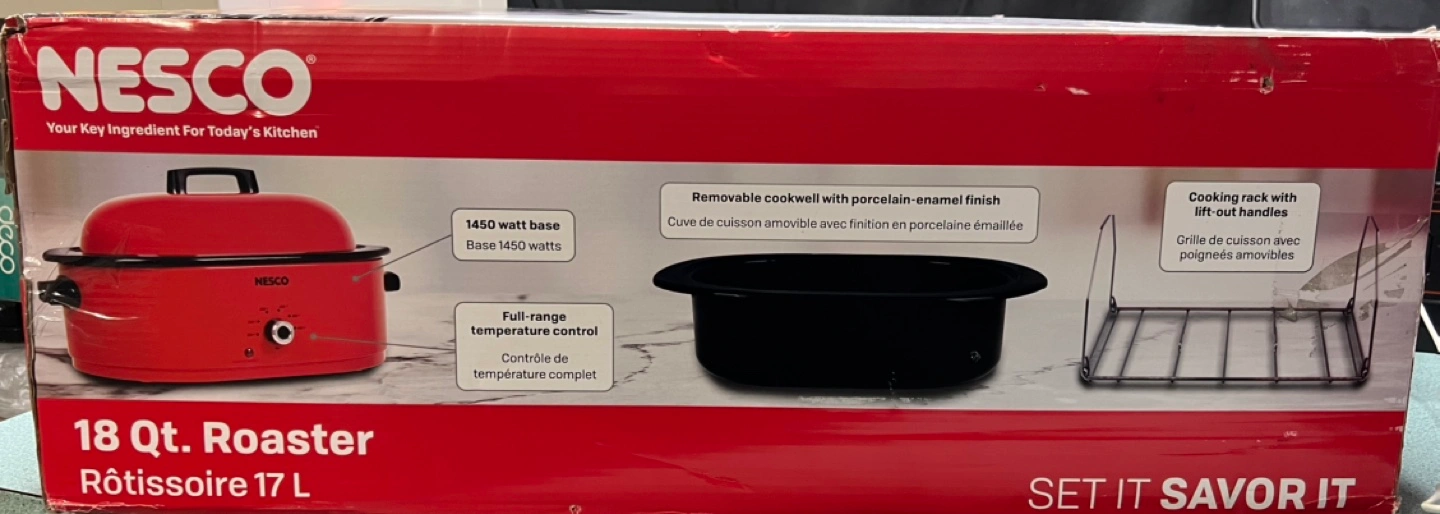 NESCO®
Your Key Ingredient For Today's Kitchen
1450 watt base
Base 1450 watts
Full-range
temperature control
Contrôle de
température complet
NESCO
Removable cookwell with porcelain-enamel finish
Cuve de cuisson amovible avec finition en porcelaine émaillée
Cooking rack with
lift-out handles
Grille de cuisson avec
poigneés amovibles
18 Qt. Roaster
Rôtissoire 17 L
SET IT SAVOR IT